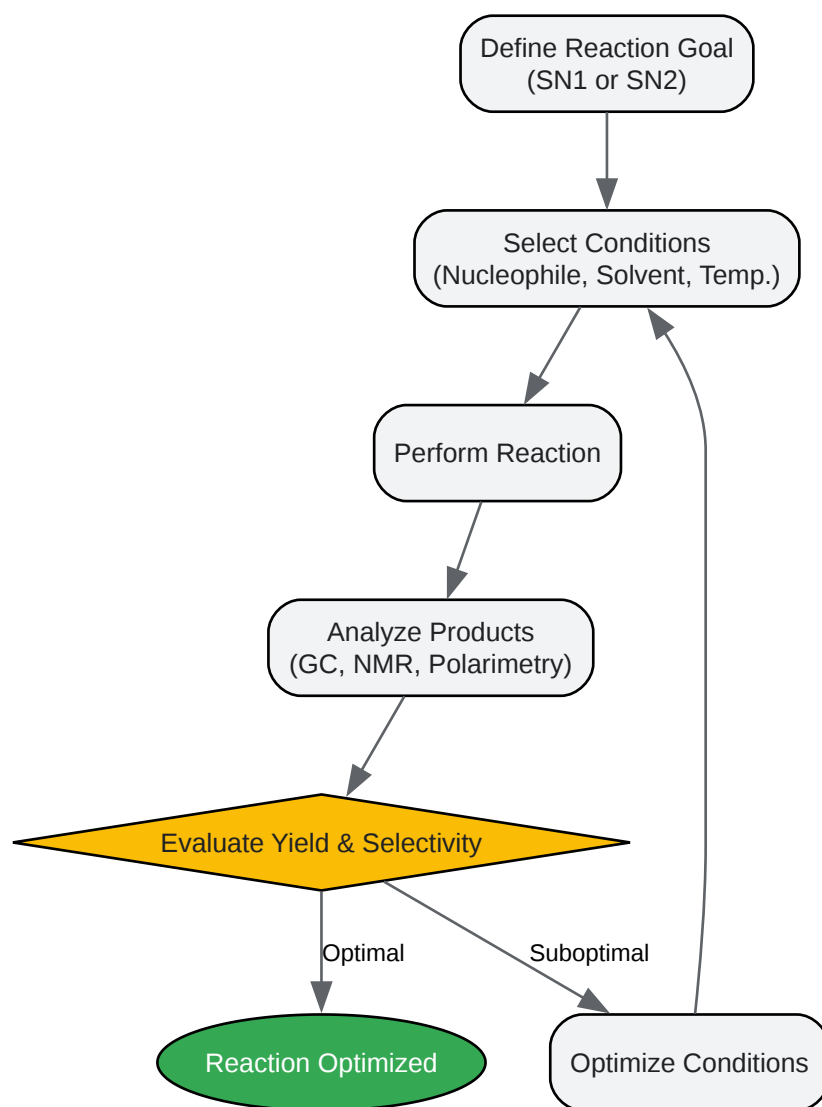 Define Reaction Goal
(SN1 or SN2)
Select Conditions
(Nucleophile, Solvent, Temp.)
Perform Reaction
Analyze Products
(GC, NMR, Polarimetry)
Evaluate Yield & Selectivity
Optimal
Suboptimal
Reaction Optimized
Optimize Conditions